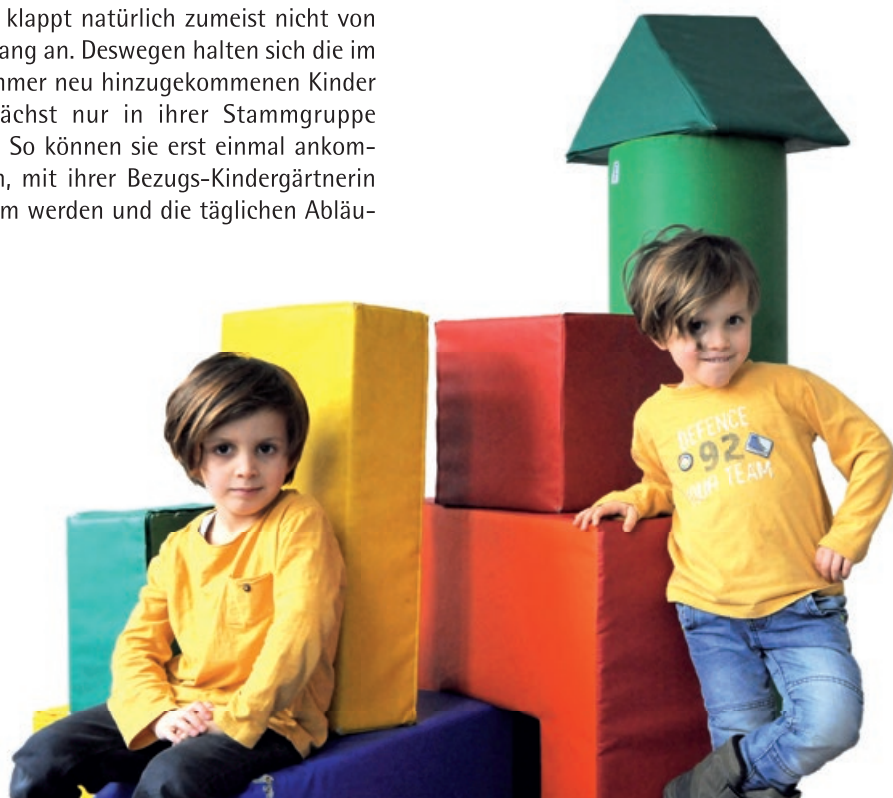 klappt natürlich zumeist nicht von
ang an. Deswegen halten sich die im
mmer neu hinzugekommenen Kinder
ächst nur in ihrer Stammgruppe
So können sie erst einmal ankom-
n, mit ihrer Bezugs-Kindergärtnerin
m werden und die täglichen Abläu-
DEFENCE
92
YOUR TEAM